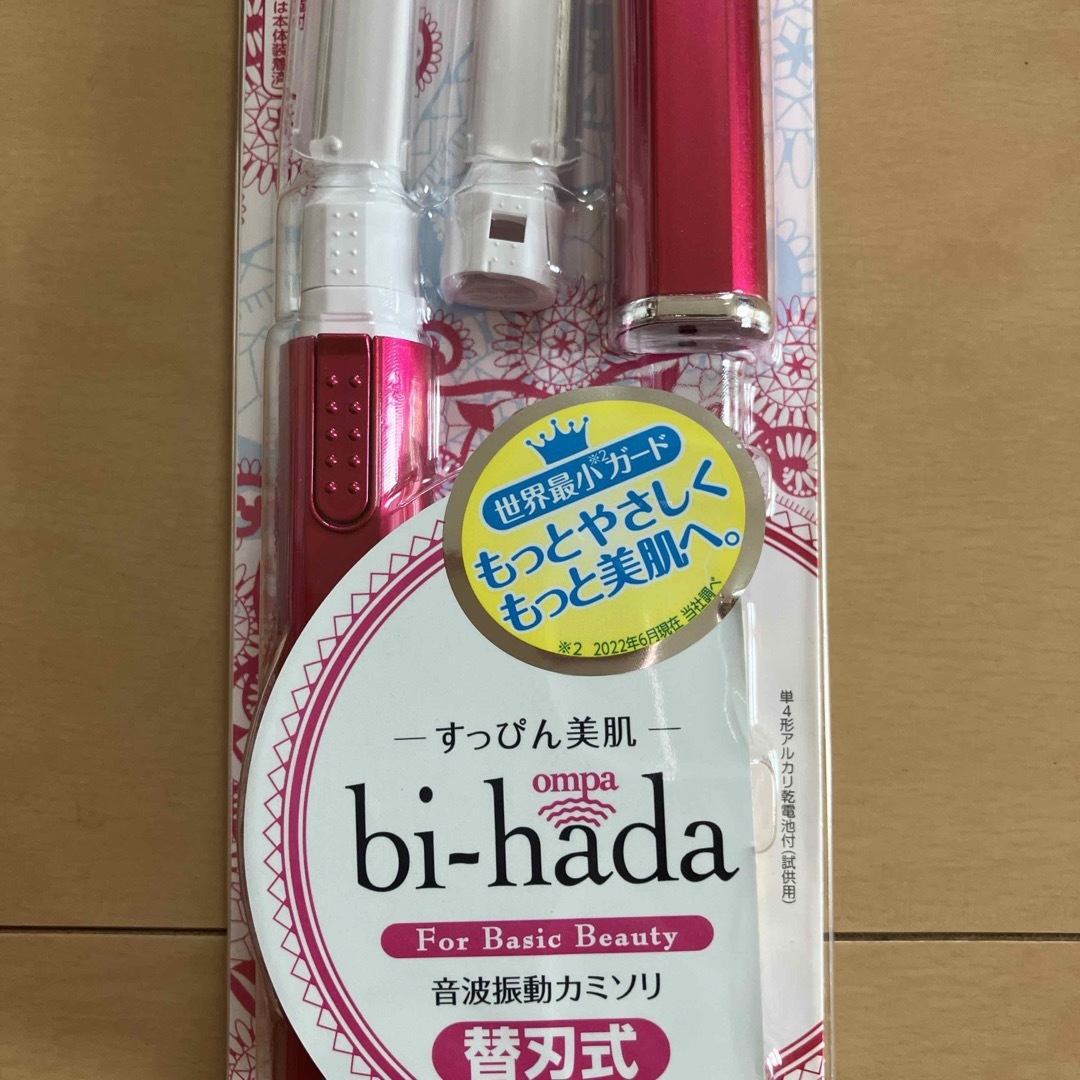 は本体装着済)
世界最小※2ガード
もっとやさしく
もっと美肌へ。
※2 2022年6月現在 当社調べ
すっぴん美肌
ompa
bi-hada
For Basic Beauty
音波振動カミソリ
替刃式
単4形アルカリ乾電池付(試供用)